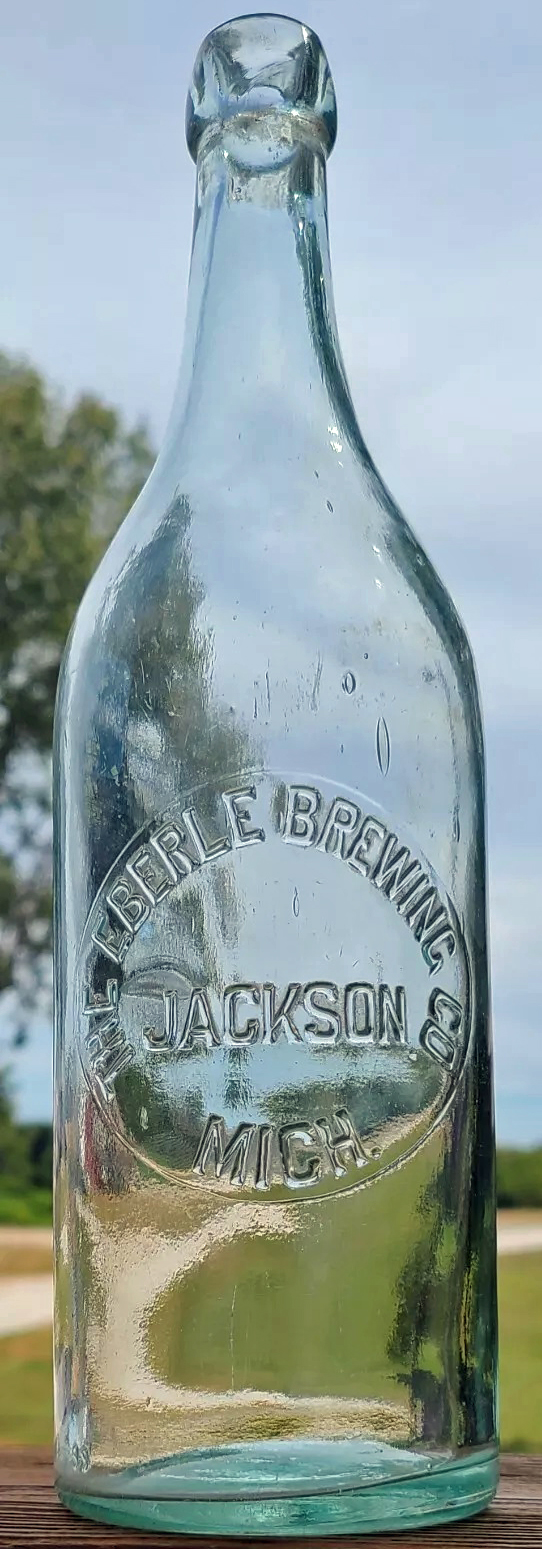 THE EBERLE BREWING CO
JACKSON
MICH.